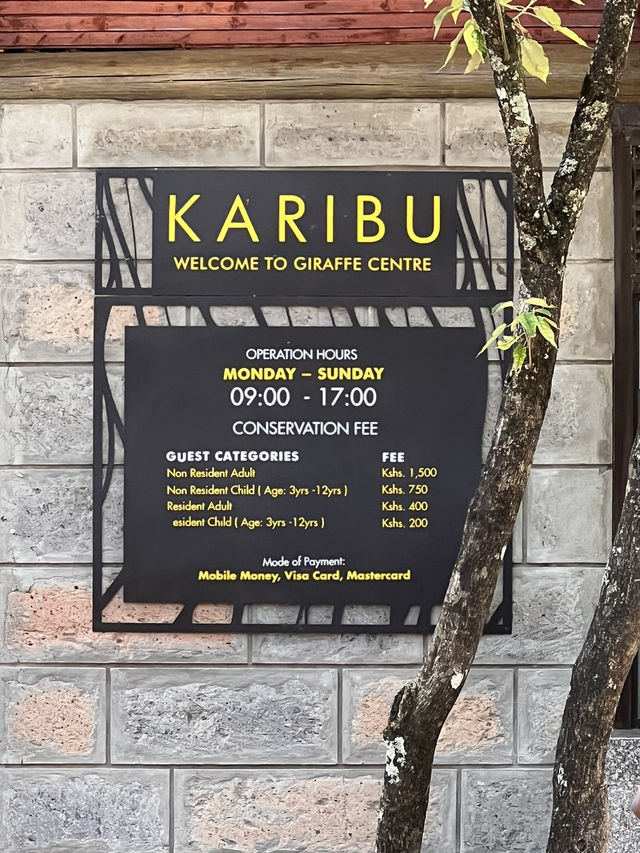 KARIBU
WELCOME TO GIRAFFE CENTRE
OPERATION HOURS
MONDAY – SUNDAY
09:00 - 17:00
CONSERVATION FEE
GUEST CATEGORIES FEE
Non Resident Adult Kshs. 1,500
Non Resident Child ( Age: 3yrs -12yrs ) Kshs. 750
Resident Adult Kshs. 400
esident Child ( Age: 3yrs -12yrs ) Kshs. 200
Mode of Payment:
Mobile Money, Visa Card, Mastercard